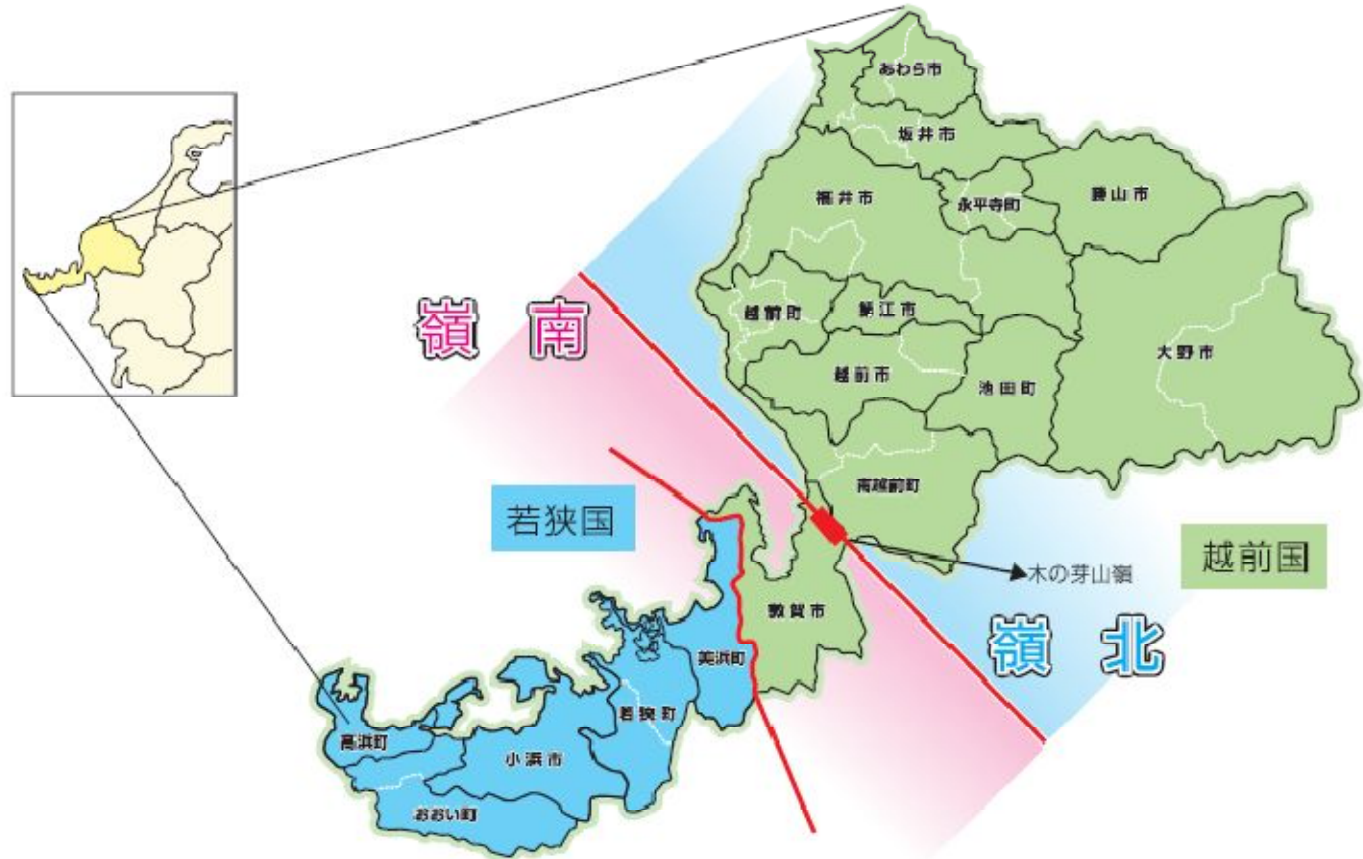 あわら市
坂井市
福井市
永平寺町
勝山市
嶺南
越前町
鯖江市
大野市
越前市
池田町
南越前町
若狭国
越前国
木の芽山嶺
敦賀市
嶺北
美浜町
若狭町
高浜町
小浜市
おおい町